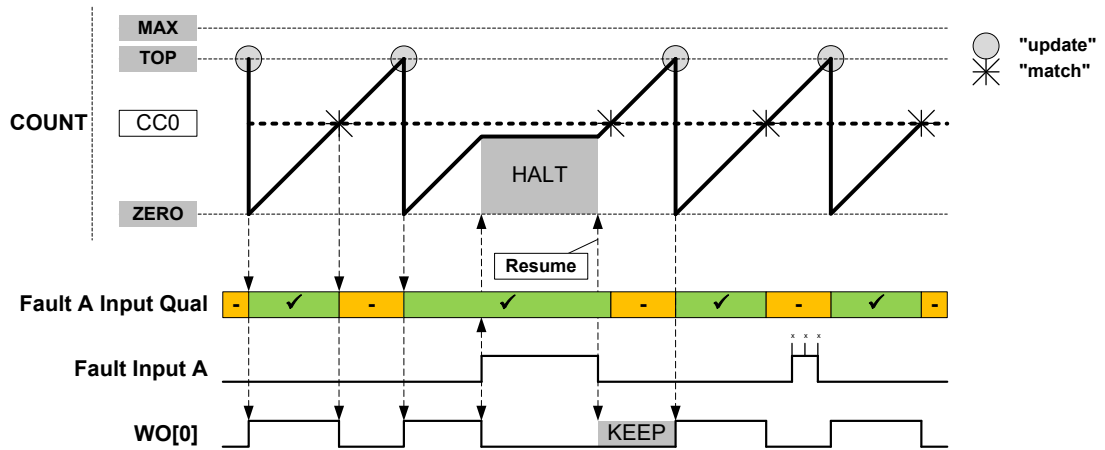 MAX
"update"
TOP
"match"
COUNT
CC0
HALT
ZERO
Resume
Fault A Input Qual - ✓ - ✓ - ✓ - ✓ -
x x x
Fault Input A
WO[0] KEEP